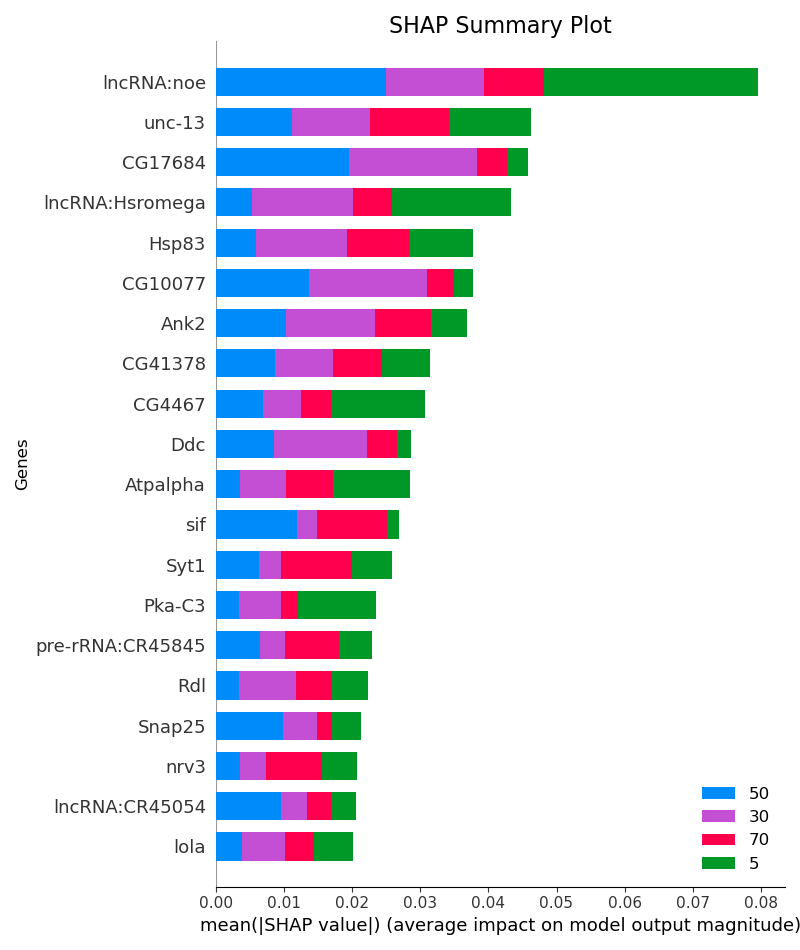 SHAP Summary Plot
lncRNA:noe
unc-13
CG17684
lncRNA:Hsromega
Hsp83
CG10077
Ank2
CG41378
CG4467
Ddc
Atpalpha
sif
Syt1
Pka-C3
pre-rRNA:CR45845
Rdl
Snap25
nrv3
lncRNA:CR45054
lola
Genes
50
30
70
5
0.00 0.01 0.02 0.03 0.04 0.05 0.06 0.07 0.08
mean(|SHAP value|) (average impact on model output magnitude)